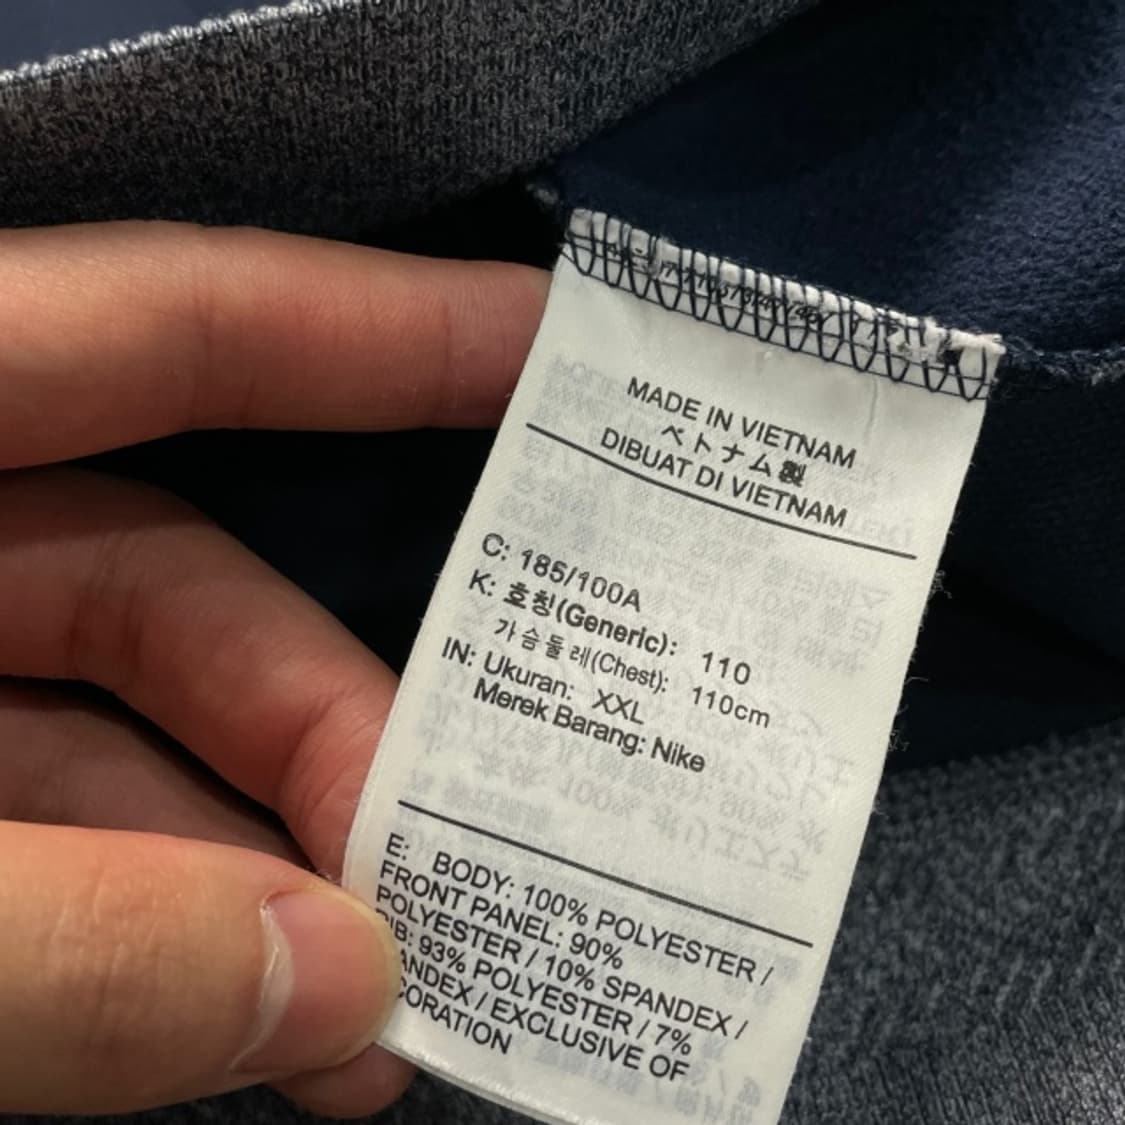 MADE IN VIETNAM
ベトナム製
DIBUAT DI VIETNAM
C: 185/100A
K: 호칭(Generic): 110
가슴둘레(Chest): 110cm
IN: Ukuran: XXL
Merek Barang: Nike
E: BODY: 100% POLYESTER /
FRONT PANEL: 90%
POLYESTER / 10% SPANDEX /
RIB: 93% POLYESTER / 7%
ANDEX / EXCLUSIVE OF
CORATION